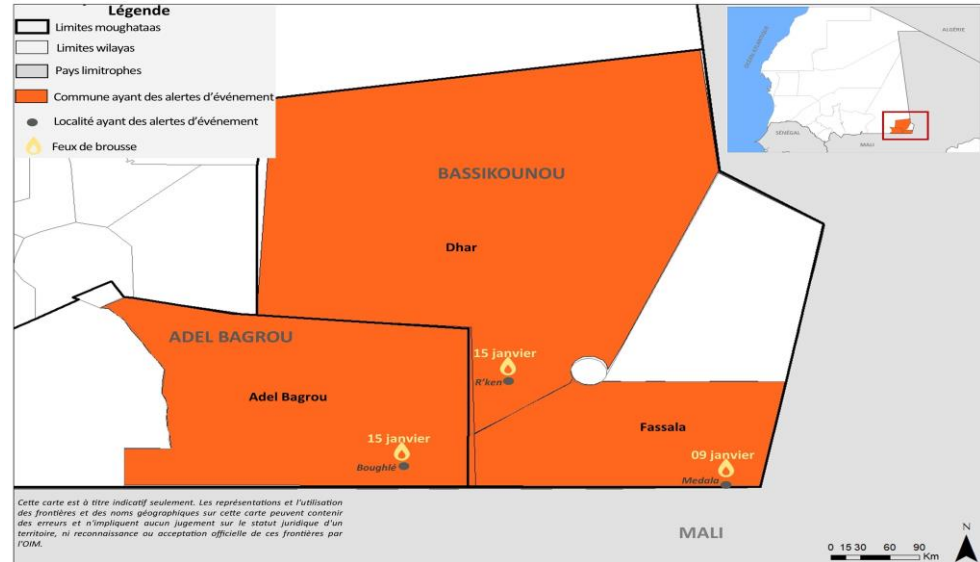 Légende
Limites moughataas
Limites wilayas
Pays limitrophes
Commune ayant des alertes d'événement
Localité ayant des alertes d'événement
Feux de brousse
OCÉAN ATLANTIQUE
ALGÉRIE
SÉNÉGAL
MALI
BASSIKOUNOU
Dhar
ADEL BAGROU
15 janvier
R'ken
Adel Bagrou
Fassala
15 janvier
Boughlé
09 janvier
Medala
Cette carte est à titre indicatif seulement. Les représentations et l'utilisation
des frontières et des noms géographiques sur cette carte peuvent contenir
des erreurs et n'impliquent aucun jugement sur le statut juridique d'un
territoire, ni reconnaissance ou acceptation officielle de ces frontières par
l'OIM.
MALI
N
0 15 30 60 90
Km